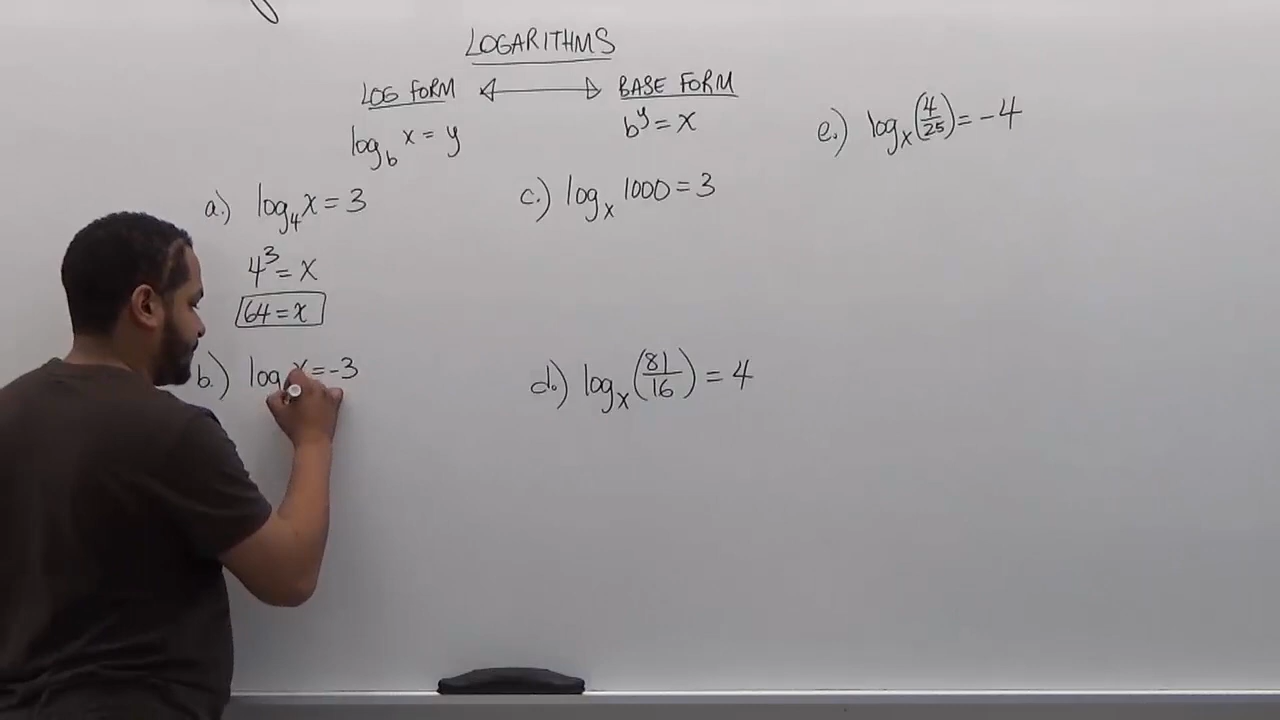 LOGARITHMS
LOG FORM ↔ BASE FORM
log_b x = y
b^y = x
a.) log_4 x = 3
4^3 = x
64 = x
b.) log x = -3
c.) log_x 1000 = 3
d.) log_x (81/16) = 4
e.) log_x (4/25) = -4